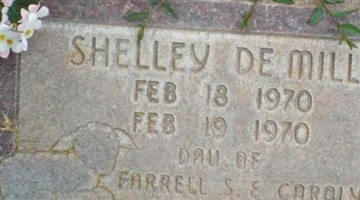 SHELLEY DE MILL
FEB 18 1970
FEB 19 1970
DAU OF
FARRELL S. & CAROLY